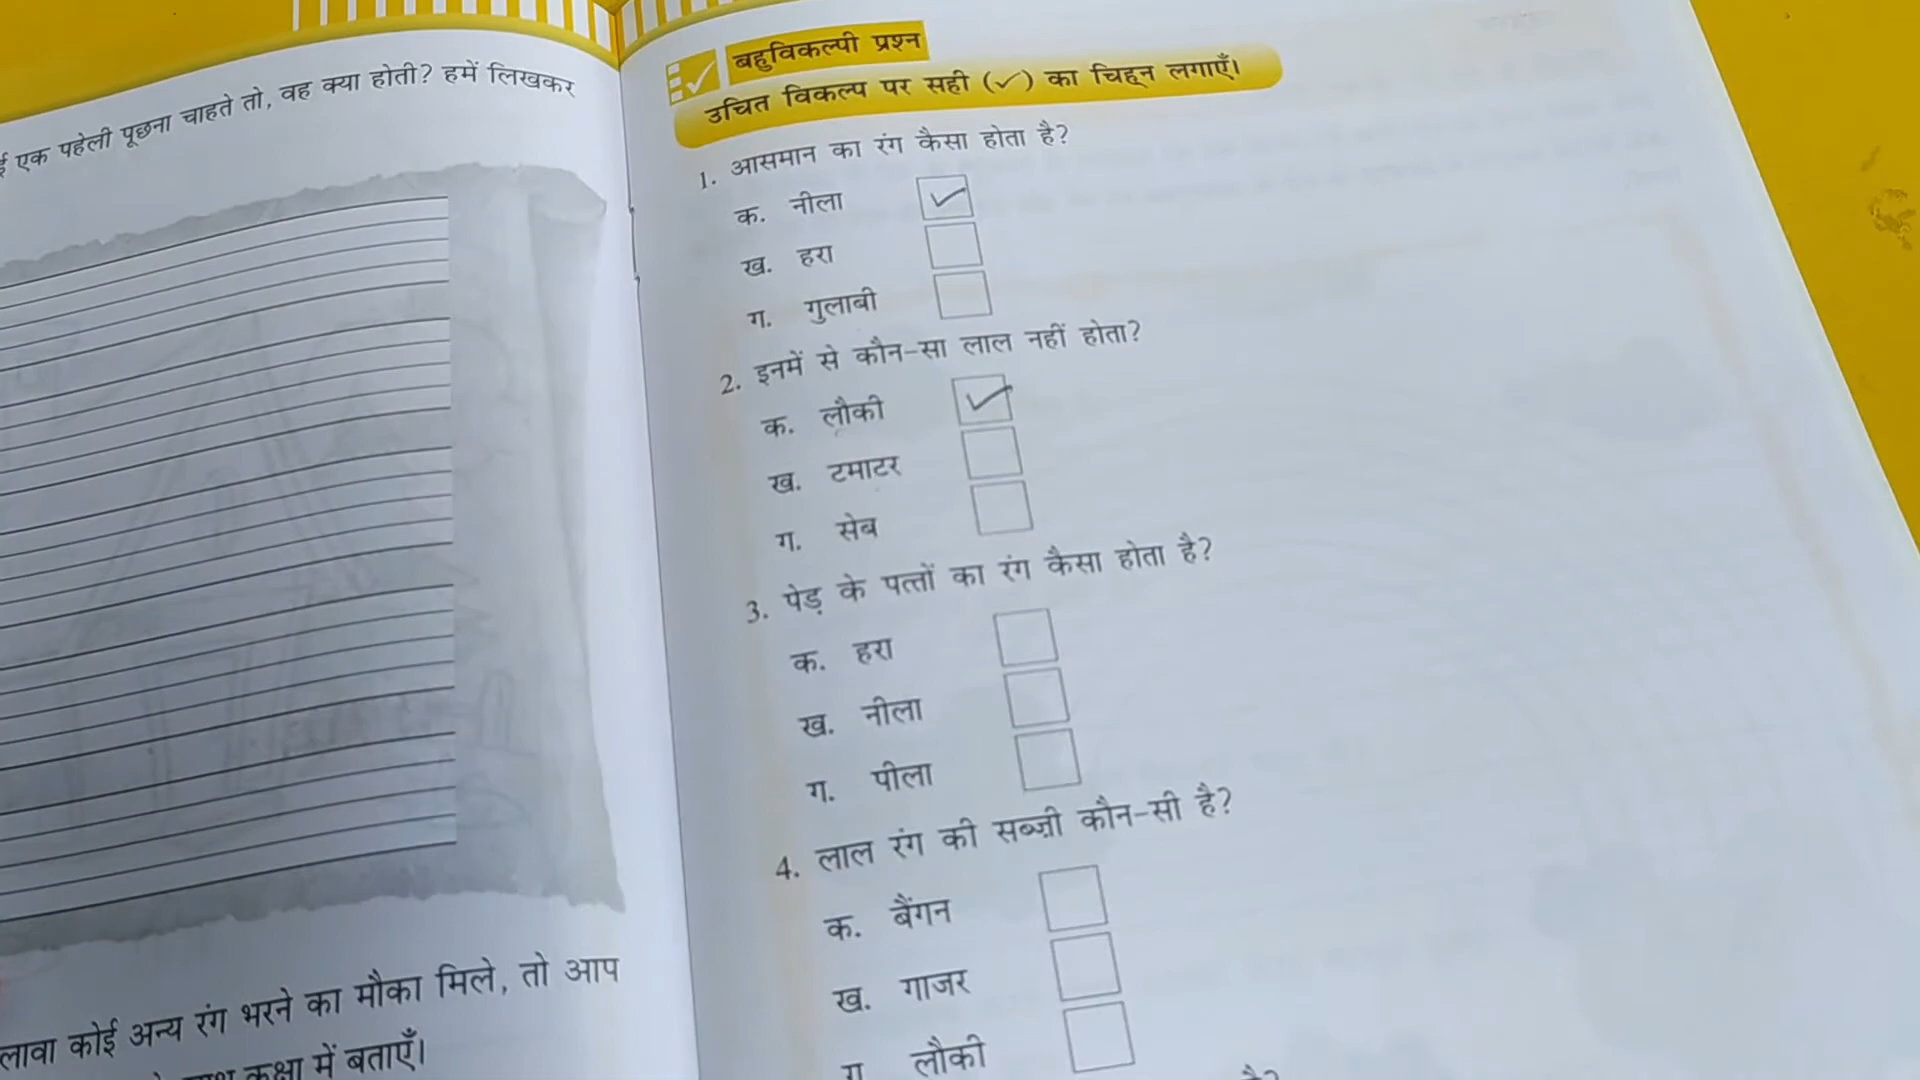 एक पहेली पूछना चाहते तो, वह क्या होती? हमें लिखकर
लावा कोई अन्य रंग भरने का मौका मिले, तो आप
कक्षा में बताएँ।
बहुविकल्पी प्रश्न
उचित विकल्प पर सही (✓) का चिह्न लगाएँ।
1. आसमान का रंग कैसा होता है?
क. नीला ✓
ख. हरा
ग. गुलाबी
2. इनमें से कौन-सा लाल नहीं होता?
क. लौकी ✓
ख. टमाटर
ग. सेब
3. पेड़ के पत्तों का रंग कैसा होता है?
क. हरा
ख. नीला
ग. पीला
4. लाल रंग की सब्ज़ी कौन-सी है?
क. बैंगन
ख. गाजर
ग लौकी